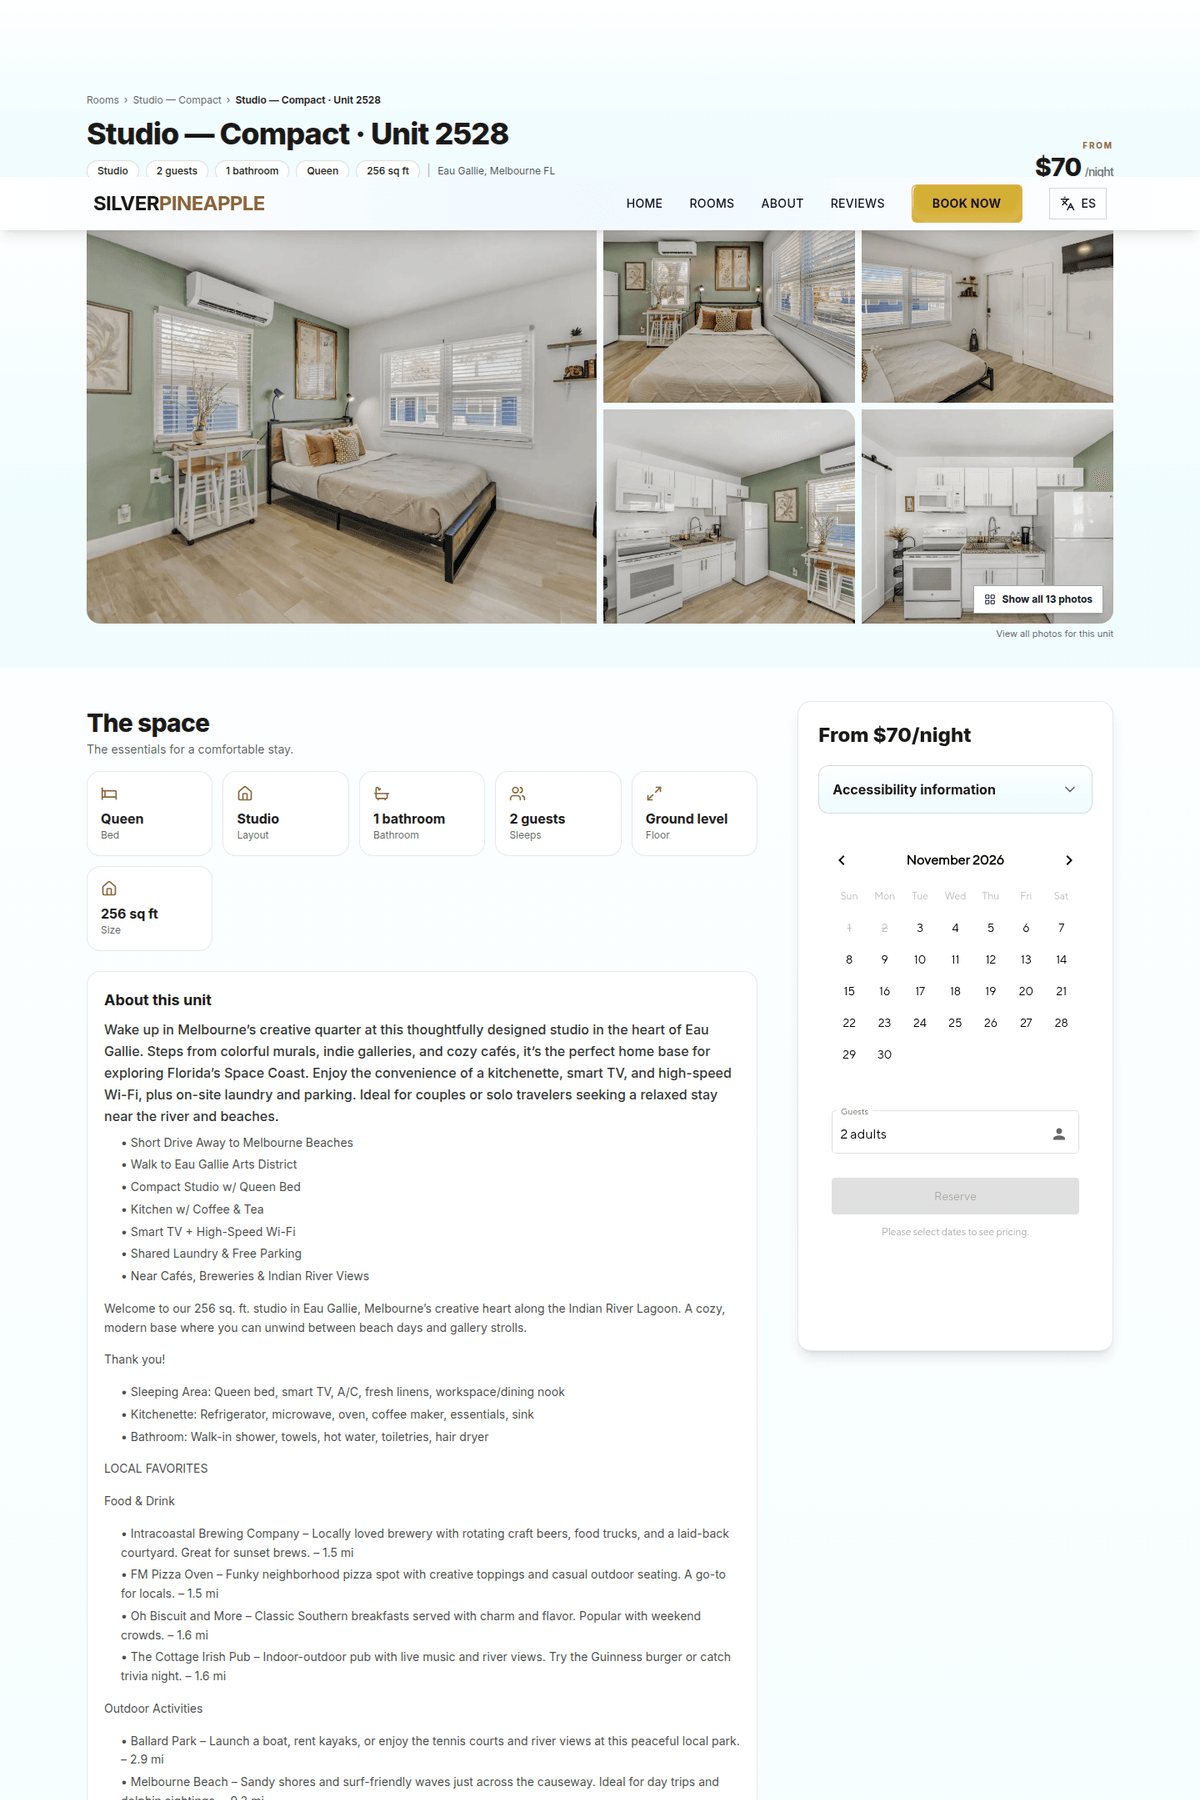 Rooms › Studio — Compact › Studio — Compact · Unit 2528
Studio — Compact · Unit 2528
Studio 2 guests 1 bathroom Queen 256 sq ft | Eau Gallie, Melbourne FL
FROM
$70 /night
SILVERPINEAPPLE
HOME ROOMS ABOUT REVIEWS BOOK NOW ES
Show all 13 photos
View all photos for this unit
The space
The essentials for a comfortable stay.
Queen
Bed
Studio
Layout
1 bathroom
Bathroom
2 guests
Sleeps
Ground level
Floor
256 sq ft
Size
About this unit
Wake up in Melbourne’s creative quarter at this thoughtfully designed studio in the heart of Eau
Gallie. Steps from colorful murals, indie galleries, and cozy cafés, it’s the perfect home base for
exploring Florida’s Space Coast. Enjoy the convenience of a kitchenette, smart TV, and high-speed
Wi-Fi, plus on-site laundry and parking. Ideal for couples or solo travelers seeking a relaxed stay
near the river and beaches.
• Short Drive Away to Melbourne Beaches
• Walk to Eau Gallie Arts District
• Compact Studio w/ Queen Bed
• Kitchen w/ Coffee & Tea
• Smart TV + High-Speed Wi-Fi
• Shared Laundry & Free Parking
• Near Cafés, Breweries & Indian River Views
Welcome to our 256 sq. ft. studio in Eau Gallie, Melbourne’s creative heart along the Indian River Lagoon. A cozy,
modern base where you can unwind between beach days and gallery strolls.
Thank you!
• Sleeping Area: Queen bed, smart TV, A/C, fresh linens, workspace/dining nook
• Kitchenette: Refrigerator, microwave, oven, coffee maker, essentials, sink
• Bathroom: Walk-in shower, towels, hot water, toiletries, hair dryer
LOCAL FAVORITES
Food & Drink
• Intracoastal Brewing Company – Locally loved brewery with rotating craft beers, food trucks, and a laid-back
courtyard. Great for sunset brews. – 1.5 mi
• FM Pizza Oven – Funky neighborhood pizza spot with creative toppings and casual outdoor seating. A go-to
for locals. – 1.5 mi
• Oh Biscuit and More – Classic Southern breakfasts served with charm and flavor. Popular with weekend
crowds. – 1.6 mi
• The Cottage Irish Pub – Indoor-outdoor pub with live music and river views. Try the Guinness burger or catch
trivia night. – 1.6 mi
Outdoor Activities
• Ballard Park – Launch a boat, rent kayaks, or enjoy the tennis courts and river views at this peaceful local park.
– 2.9 mi
• Melbourne Beach – Sandy shores and surf-friendly waves just across the causeway. Ideal for day trips and
From $70/night
Accessibility information
November 2026
Sun Mon Tue Wed Thu Fri Sat
1 2 3 4 5 6 7
8 9 10 11 12 13 14
15 16 17 18 19 20 21
22 23 24 25 26 27 28
29 30
Guests
2 adults
Reserve
Please select dates to see pricing.